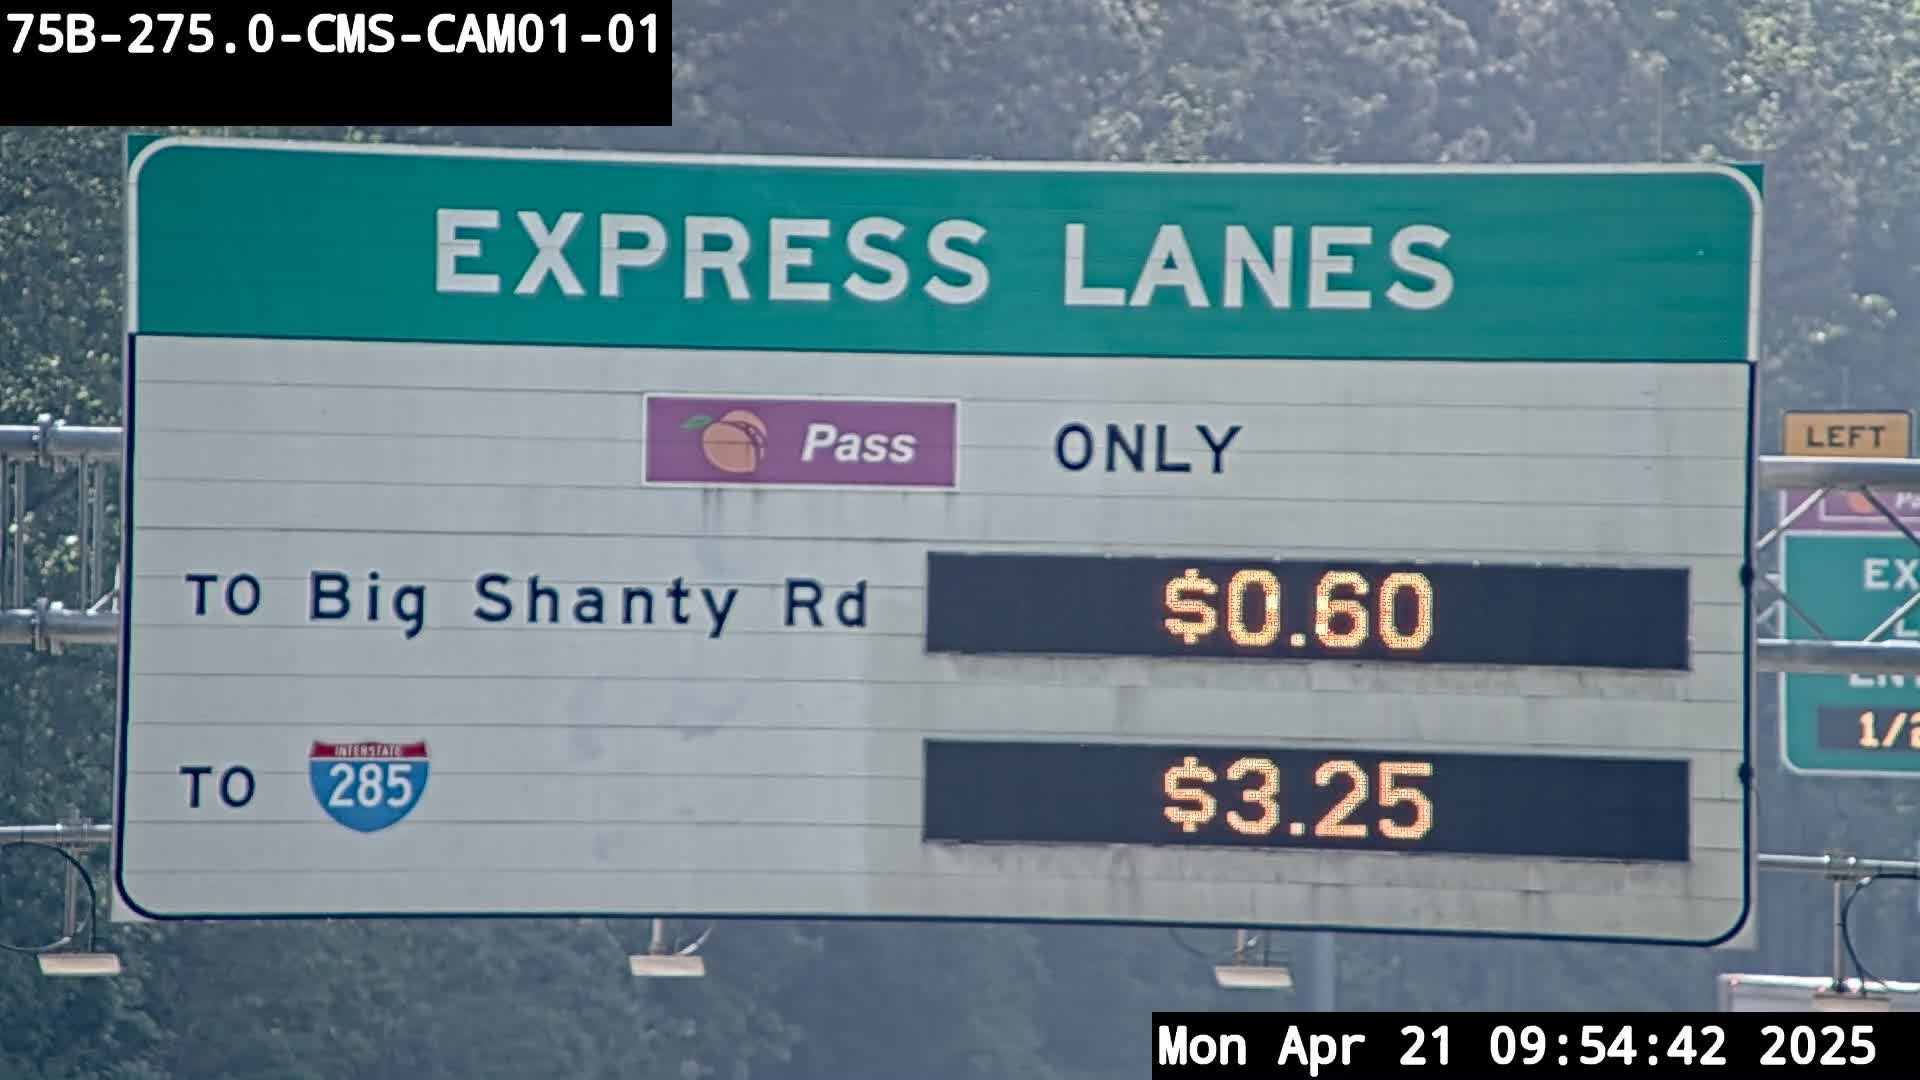 75B-275.0-CMS-CAM01-01
EXPRESS LANES
Pass ONLY
TO Big Shanty Rd $0.60
TO INTERSTATE 285 $3.25
LEFT
Mon Apr 21 09:54:42 2025